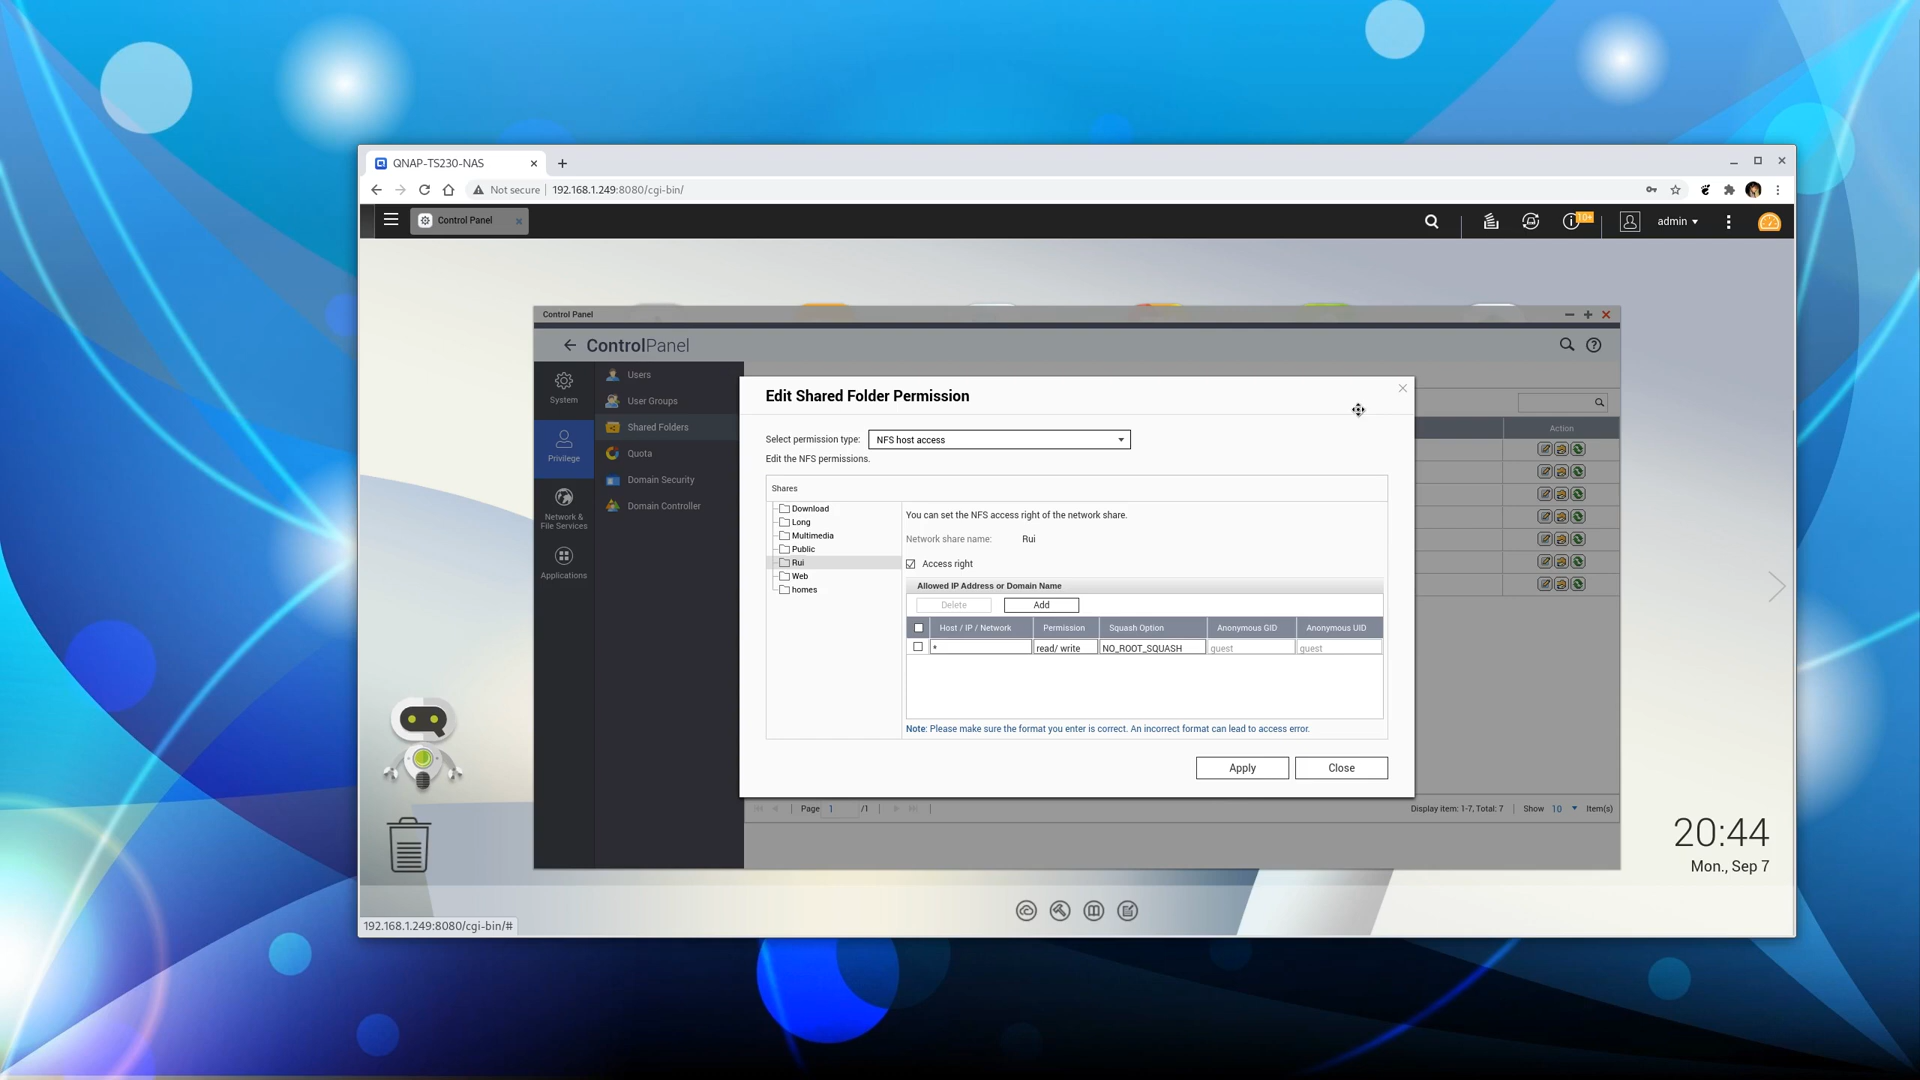 QNAP-TS230-NAS
Not secure
192.168.1.249:8080/cgi-bin/
Control Panel
10+
admin
Control Panel
ControlPanel
System
Privilege
Network &
File Services
Applications
Users
User Groups
Shared Folders
Quota
Domain Security
Domain Controller
Action
Edit Shared Folder Permission
Select permission type: NFS host access
Edit the NFS permissions.
Shares
Download
Long
Multimedia
Public
Rui
Web
homes
You can set the NFS access right of the network share.
Network share name: Rui
Access right
Allowed IP Address or Domain Name
Delete Add
Host / IP / Network Permission Squash Option Anonymous GID Anonymous UID
* read/ write NO_ROOT_SQUASH guest guest
Note: Please make sure the format you enter is correct. An incorrect format can lead to access error.
Apply Close
Page 1 /1
Display item: 1-7, Total: 7 Show 10 Item(s)
20:44
Mon., Sep 7
192.168.1.249:8080/cgi-bin/#